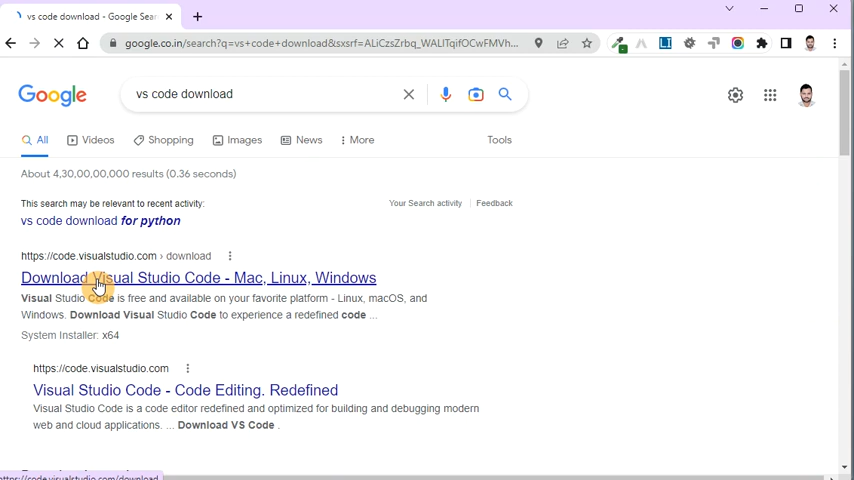 vs code download - Google Sear
google.co.in/search?q=vs+code+download&sxsrf=ALiCzsZrbq_WALITqifOCwFMVh...
Google
vs code download
All Videos Shopping Images News More Tools
About 4,30,00,00,000 results (0.36 seconds)
This search may be relevant to recent activity: Your Search activity Feedback
vs code download for python
https://code.visualstudio.com › download
Download Visual Studio Code - Mac, Linux, Windows
Visual Studio Code is free and available on your favorite platform - Linux, macOS, and
Windows. Download Visual Studio Code to experience a redefined code ...
System Installer: x64
https://code.visualstudio.com
Visual Studio Code - Code Editing. Redefined
Visual Studio Code is a code editor redefined and optimized for building and debugging modern
web and cloud applications. ... Download VS Code .
https://code.visualstudio.com/download